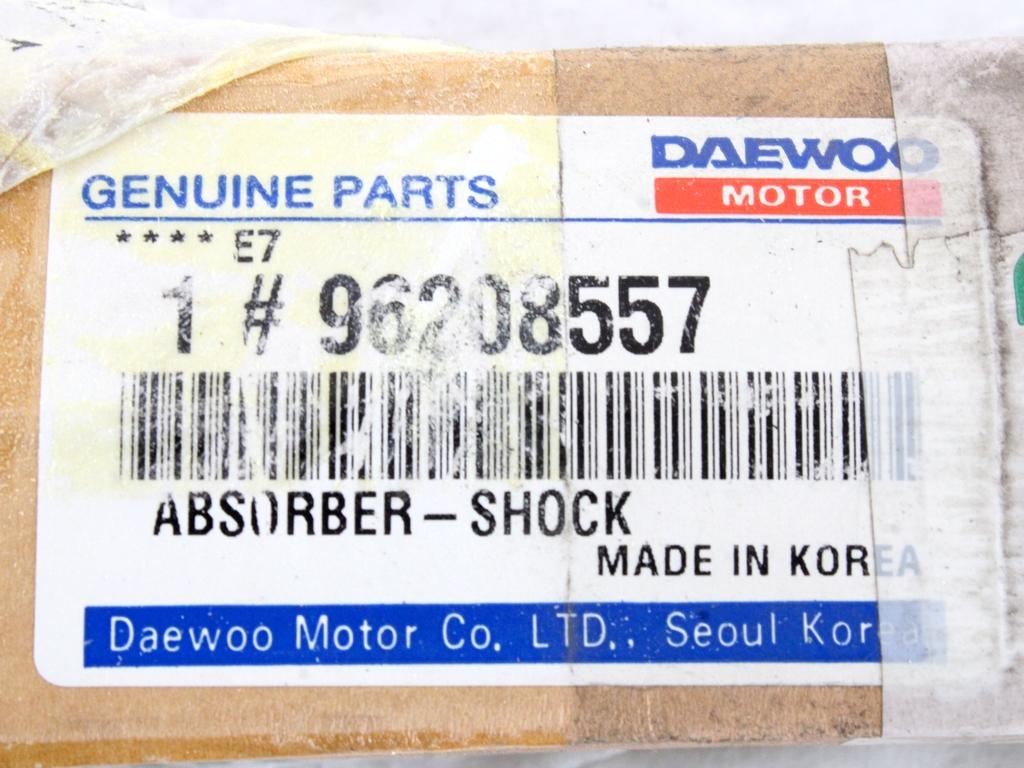 DAEWOO
MOTOR
GENUINE PARTS
**** E7
1 # 96208557
ABSORBER-SHOCK
MADE IN KOREA
Daewoo Motor Co. LTD., Seoul Korea